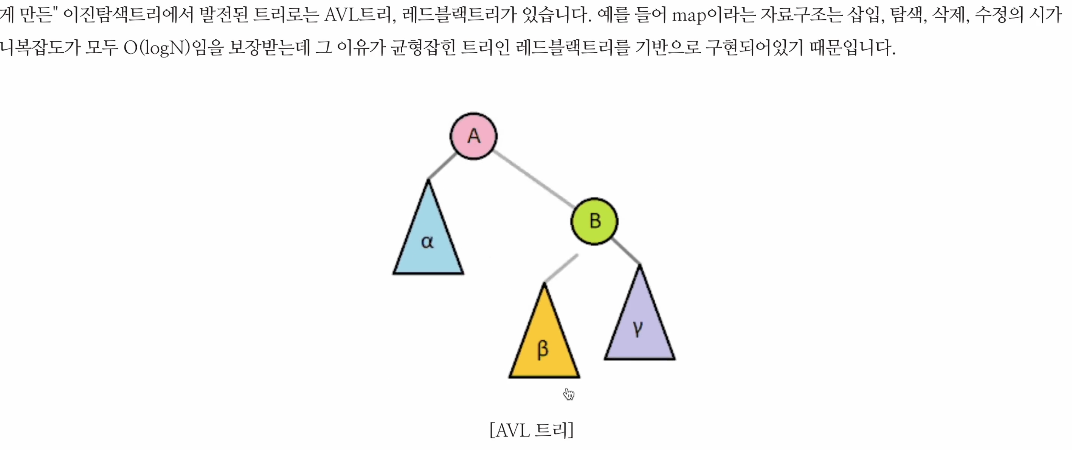 게 만든" 이진탐색트리에서 발전된 트리로는 AVL트리, 레드블랙트리가 있습니다. 예를 들어 map이라는 자료구조는 삽입, 탐색, 삭제, 수정의 시가
니복잡도가 모두 O(logN)임을 보장받는데 그 이유가 균형잡힌 트리인 레드블랙트리를 기반으로 구현되어있기 때문입니다.
A
B
α
γ
β
[AVL 트리]